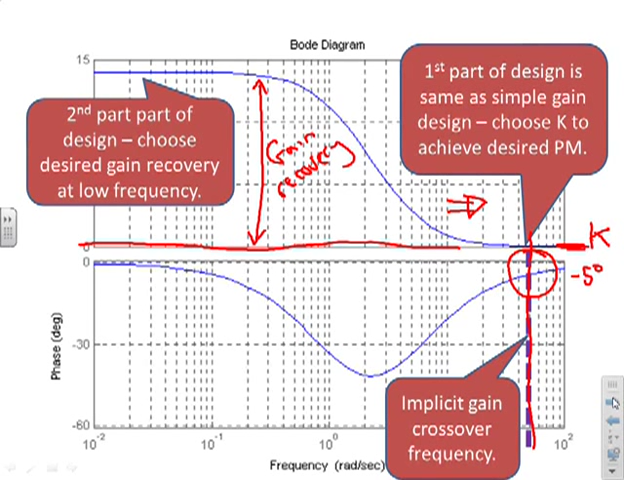 Bode Diagram
15
0
0
-30
-60
Phase (deg)
10-2
10-1
100
102
Frequency (rad/sec)
2nd part part of
design – choose
desired gain recovery
at low frequency.
Gain
recovery
1st part of design is
same as simple gain
design – choose K to
achieve desired PM.
K
-5°
Implicit gain
crossover
frequency.